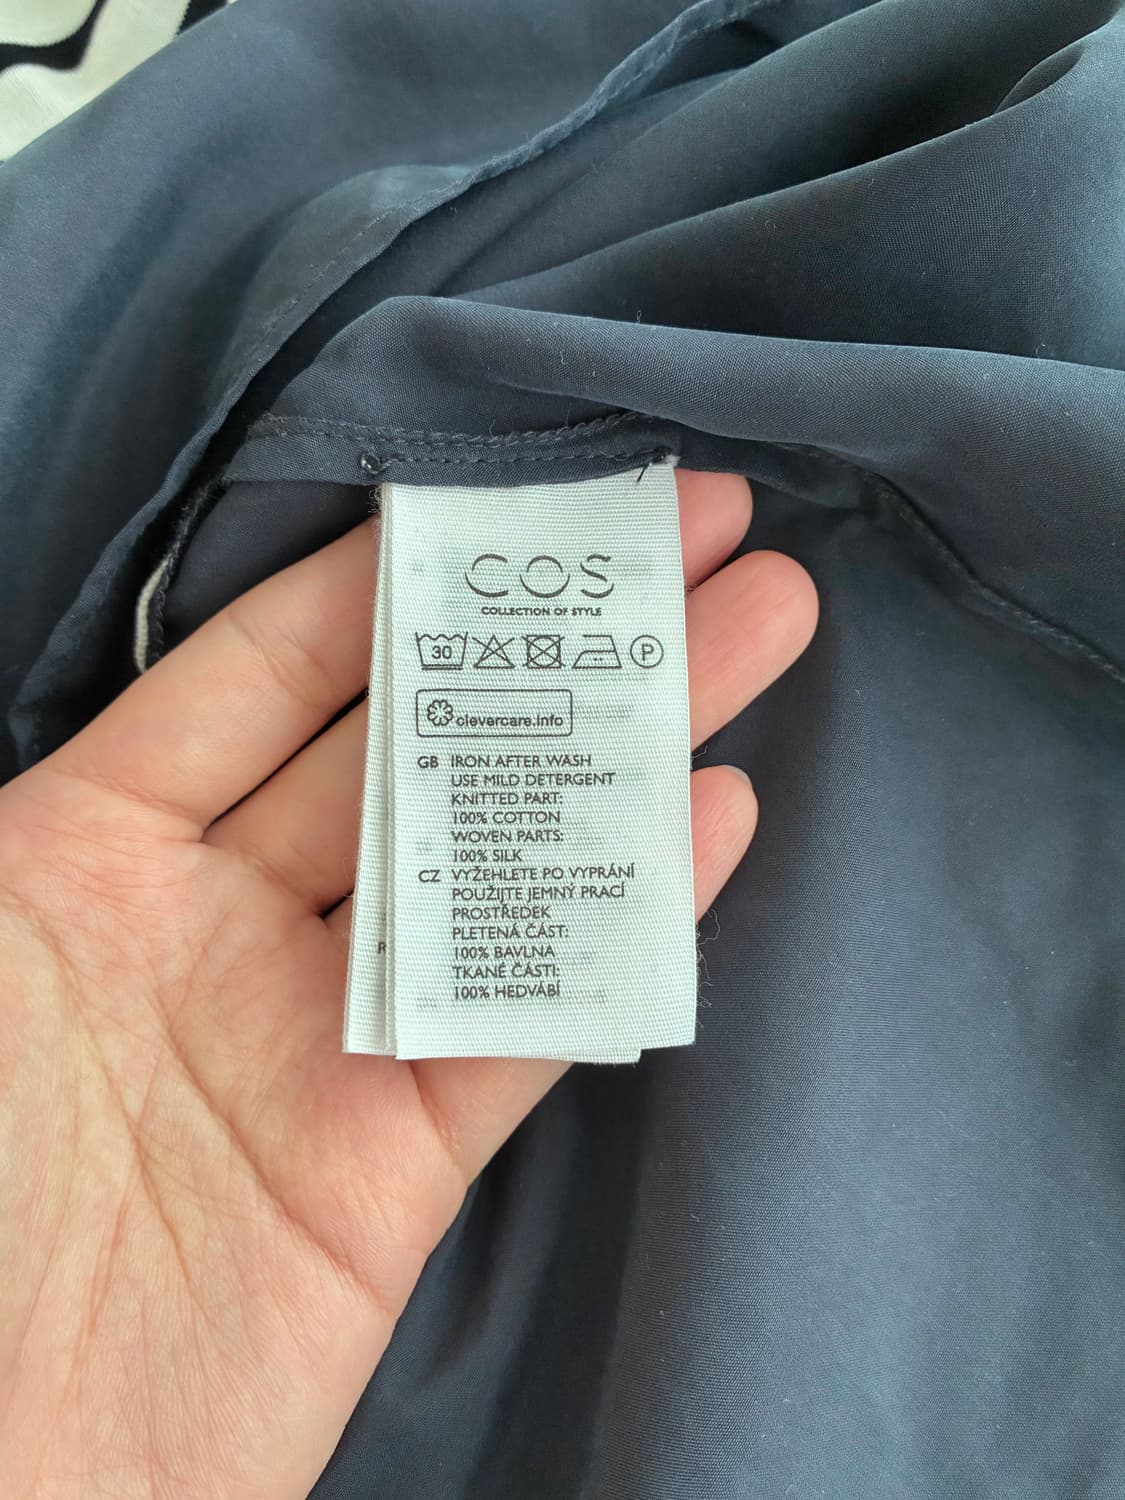 COS
COLLECTION OF STYLE
30 P
clevercare.info
GB IRON AFTER WASH
USE MILD DETERGENT
KNITTED PART:
100% COTTON
WOVEN PARTS:
100% SILK
CZ VYŽEHLETE PO VYPRÁNÍ
POUŽIJTE JEMNÝ PRACÍ
PROSTŘEDEK
PLETENÁ ČÁST:
R 100% BAVLNA
TKANÉ ČÁSTI:
100% HEDVÁBÍ